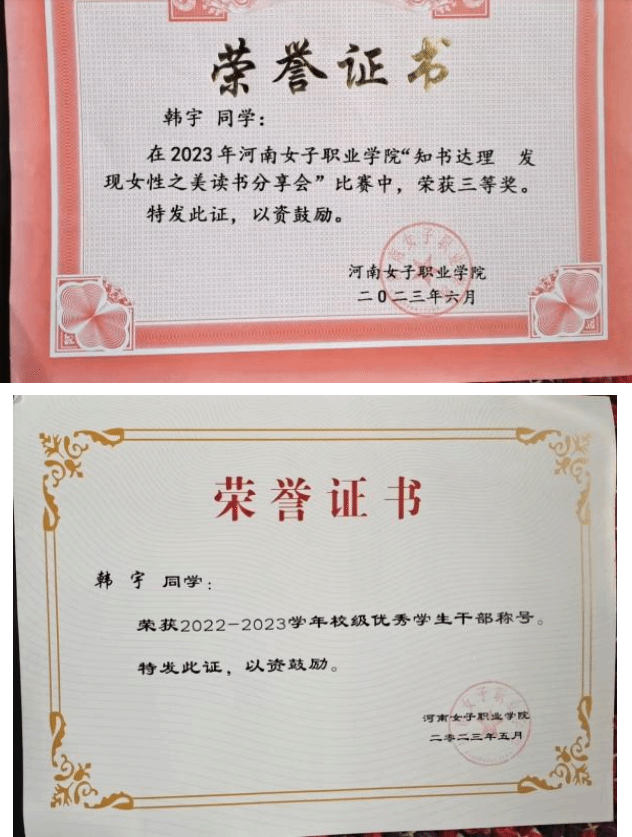 荣誉证书
韩宇 同学：
在2023年河南女子职业学院“知书达理 发
现女性之美读书分享会”比赛中，荣获三等奖。
特发此证，以资鼓励。
河南女子职业学院
二0二三年六月
荣誉证书
韩宇 同学：
荣获2022-2023学年校级优秀学生干部称号。
特发此证，以资鼓励。
河南女子职业学院
二零二三年五月